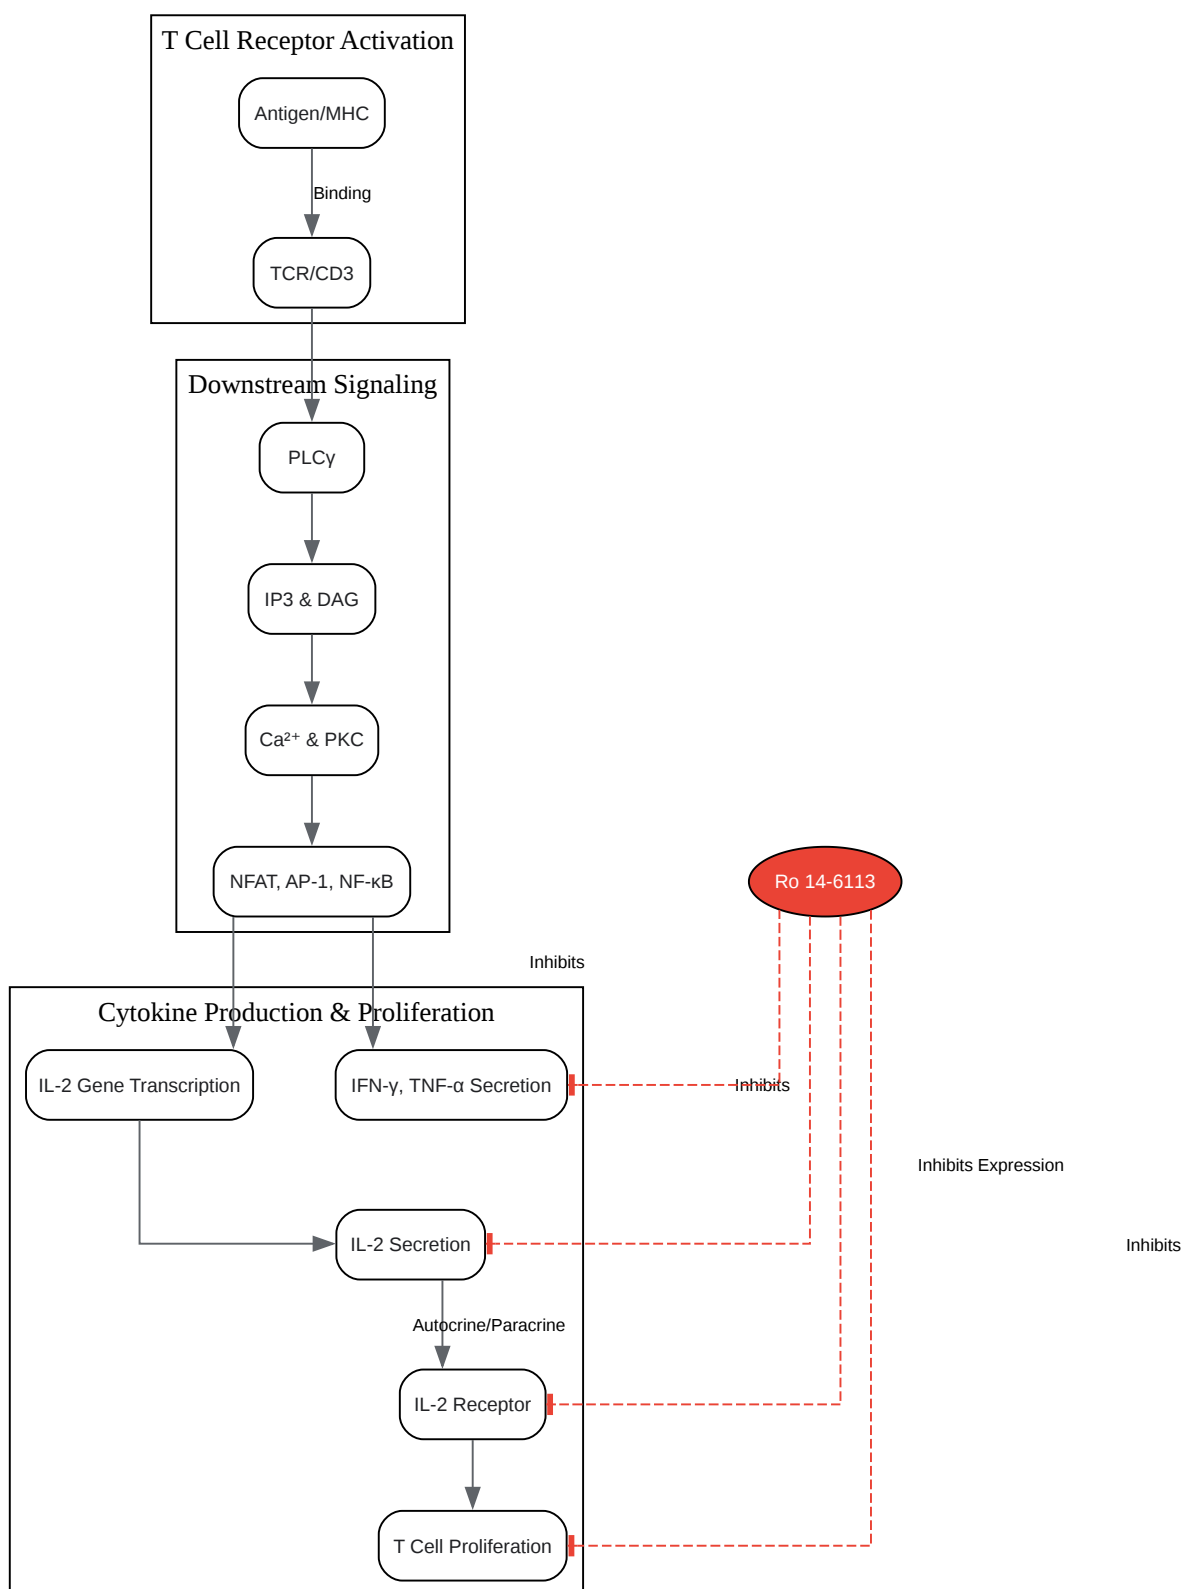 T Cell Receptor Activation
Antigen/MHC
Binding
TCR/CD3
Downstream Signaling
PLCγ
IP3 & DAG
Ca²⁺ & PKC
NFAT, AP-1, NF-κB
Ro 14-6113
Inhibits
Cytokine Production & Proliferation
IL-2 Gene Transcription
IFN-γ, TNF-α Secretion
Inhibits
Inhibits Expression
IL-2 Secretion
Inhibits
Autocrine/Paracrine
IL-2 Receptor
T Cell Proliferation